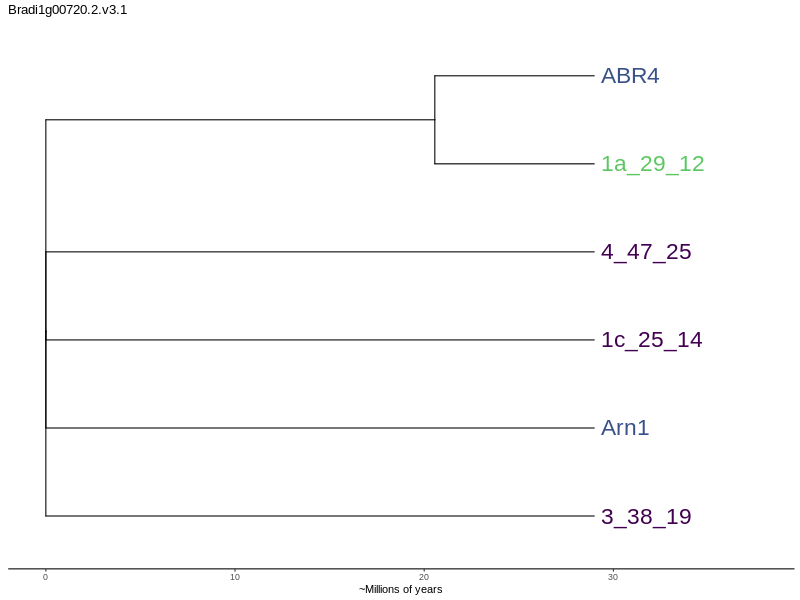 Bradi1g00720.2.v3.1
ABR4
1a_29_12
4_47_25
1c_25_14
Arn1
3_38_19
0 10 20 30
~Millions of years